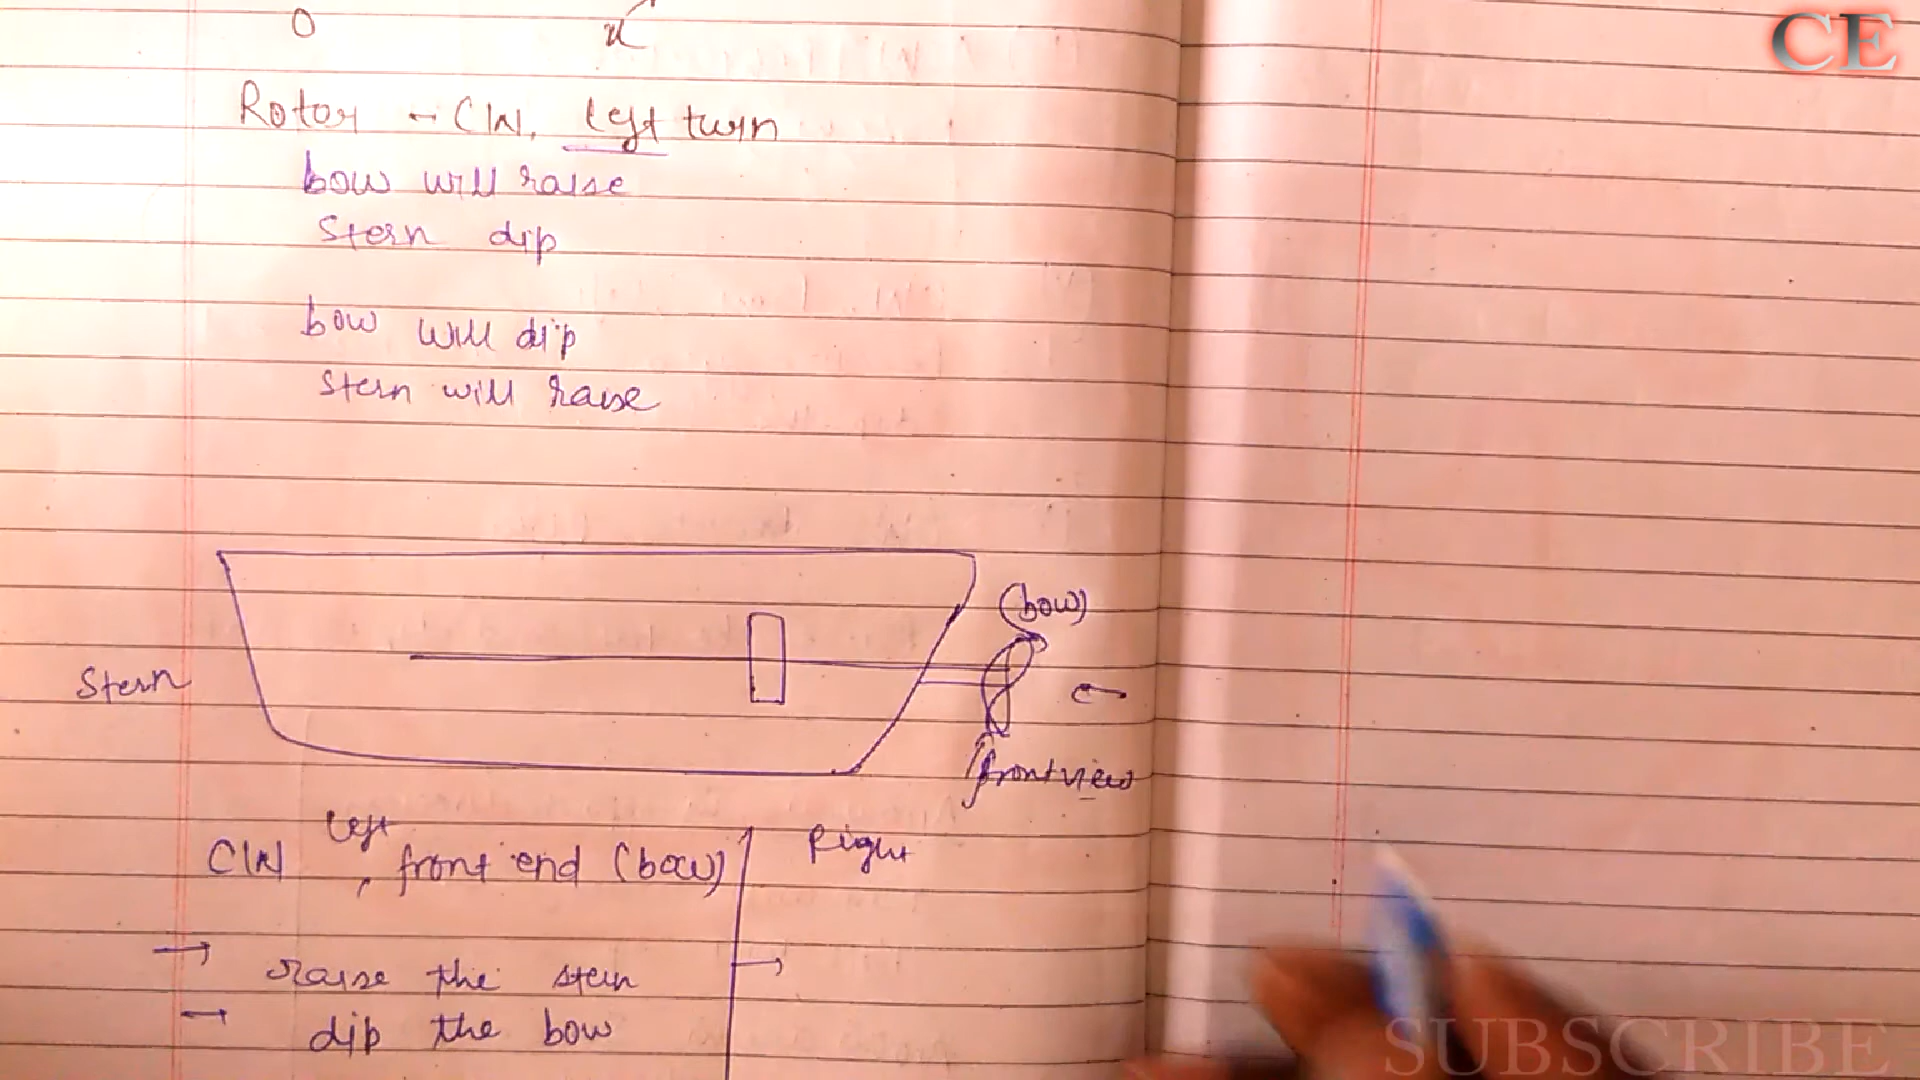 CE
0 x
Rotor - CW, left turn
bow will raise
stern dip
bow will dip
stern will raise
(bow)
Stern
front view
CW left, front end (bow)
Right
→ raise the stern
→
→ dip the bow
SUBSCRIBE